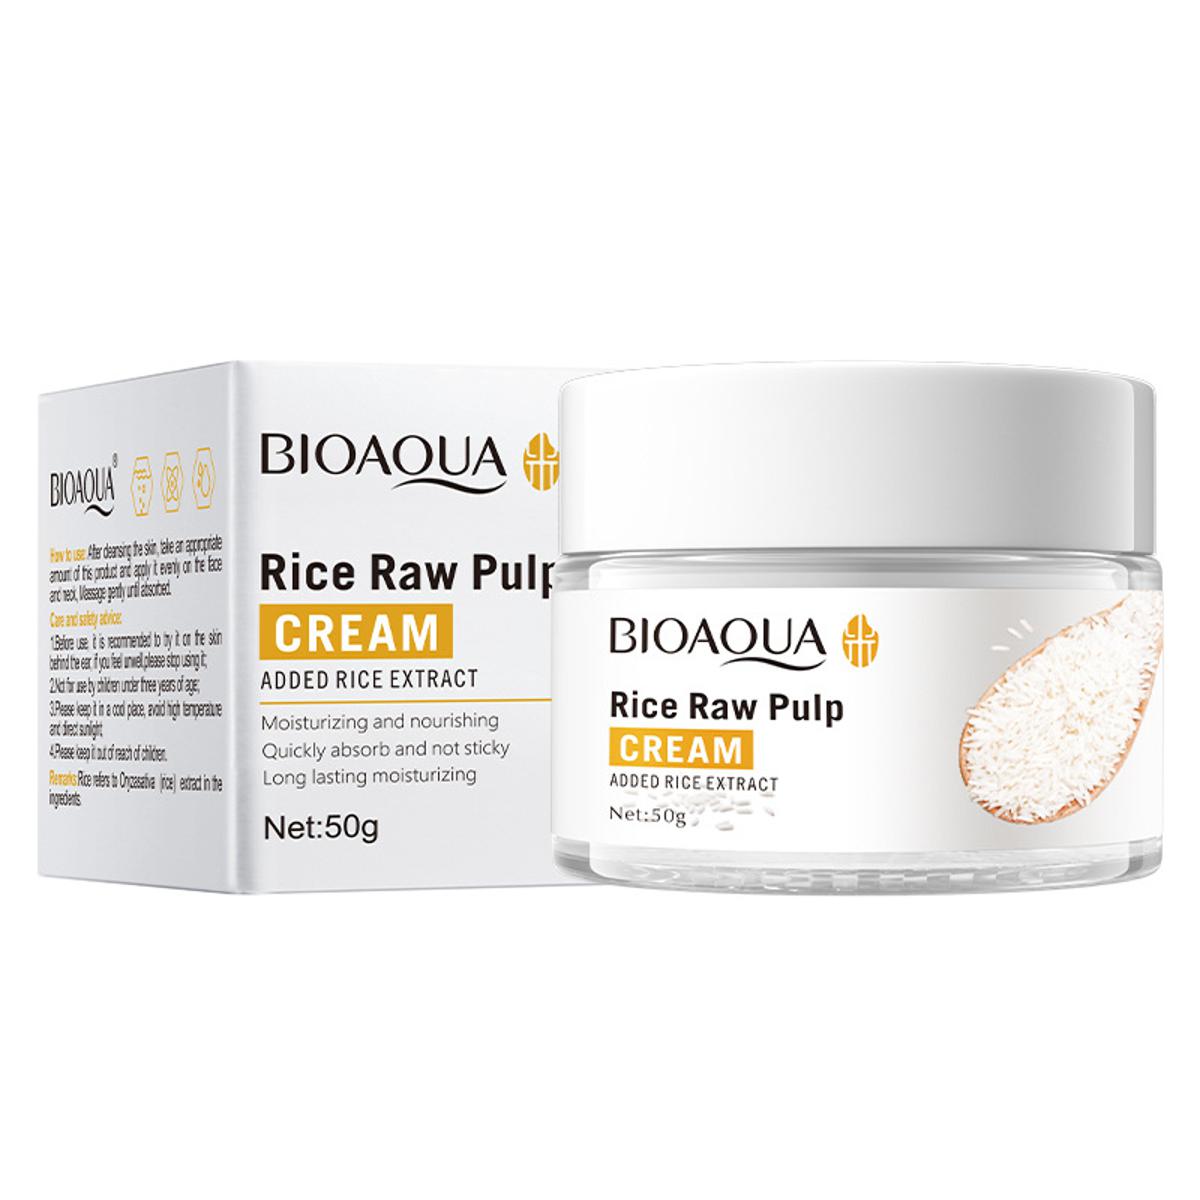 BIOAQUA®
How to use: After cleansing the skin, take an appropriate
amount of this product and apply it evenly on the face
and neck, Massage gently until absorbed.
Care and safety advice:
1.Before use, it is recommended to try it on the skin
behind the ear, if you feel unwell,please stop using it;
2.Not for use by children under three years of age;
3.Please keep it in a cool place, avoid high temperature
and direct sunlight;
4.Please keep it out of reach of children.
Remarks:Rice refers to Oryzasativa (rice) extract in the
ingredients.
BIOAQUA
Rice Raw Pulp
CREAM
ADDED RICE EXTRACT
Moisturizing and nourishing
Quickly absorb and not sticky
Long lasting moisturizing
Net:50g
BIOAQUA
Rice Raw Pulp
CREAM
ADDED RICE EXTRACT
Net:50g